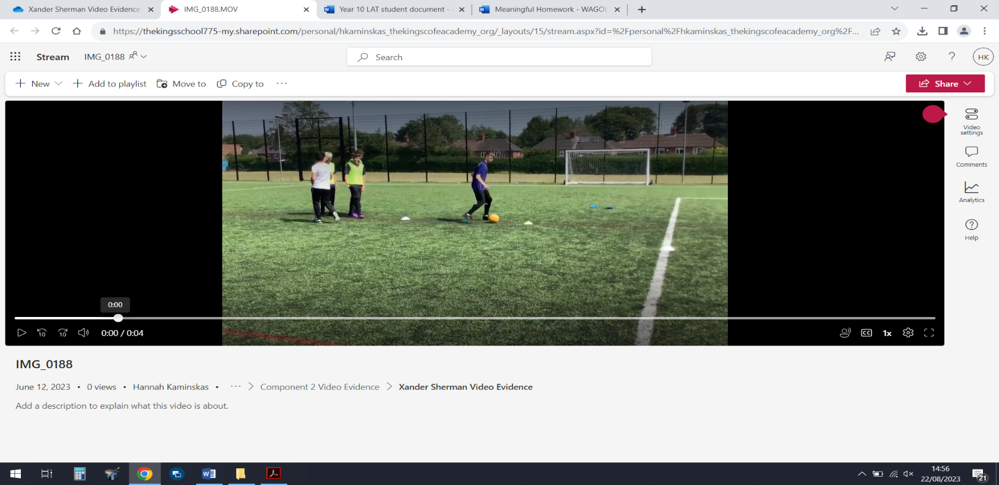 Xander Sherman Video Evidence
IMG_0188.MOV
Year 10 LAT student document -
Meaningful Homework - WAGOL
https://thekingsschool775-my.sharepoint.com/personal/hkaminskas_thekingscofeacademy_org/_layouts/15/stream.aspx?id=%2Fpersonal%2Fhkaminskas_thekingscofeacademy_org%2F...
Stream
IMG_0188
Search
HK
New
Add to playlist
Move to
Copy to
Share
Video
settings
Comments
Analytics
Help
0:00
10
10
0:00 / 0:04
CC
1x
IMG_0188
June 12, 2023 • 0 views • Hannah Kaminskas • ... > Component 2 Video Evidence > Xander Sherman Video Evidence
Add a description to explain what this video is about.
14:56
22/08/2023
21